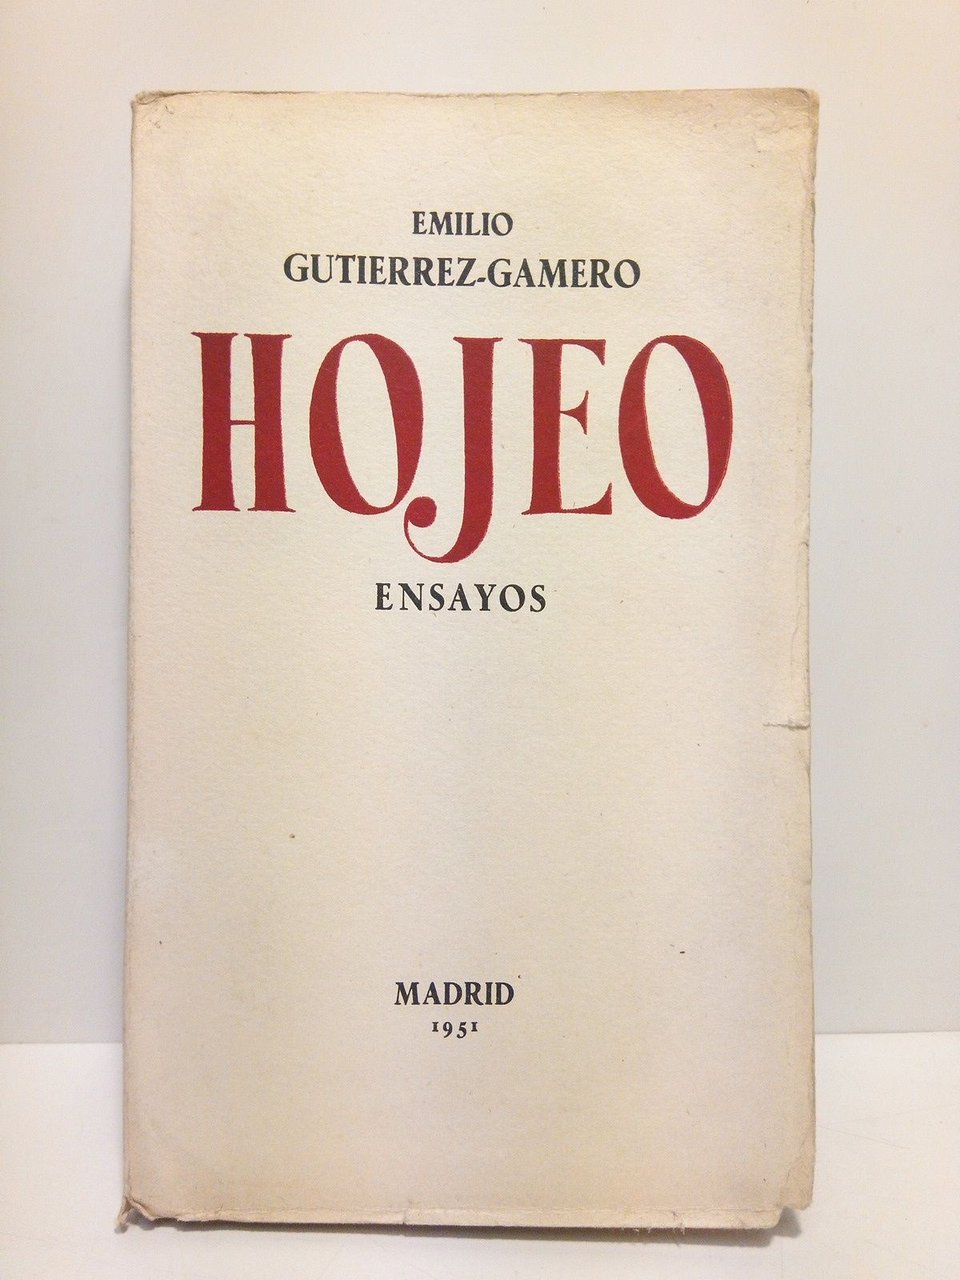 EMILIO
GUTIERREZ-GAMERO
HOJEO
ENSAYOS
MADRID
1951